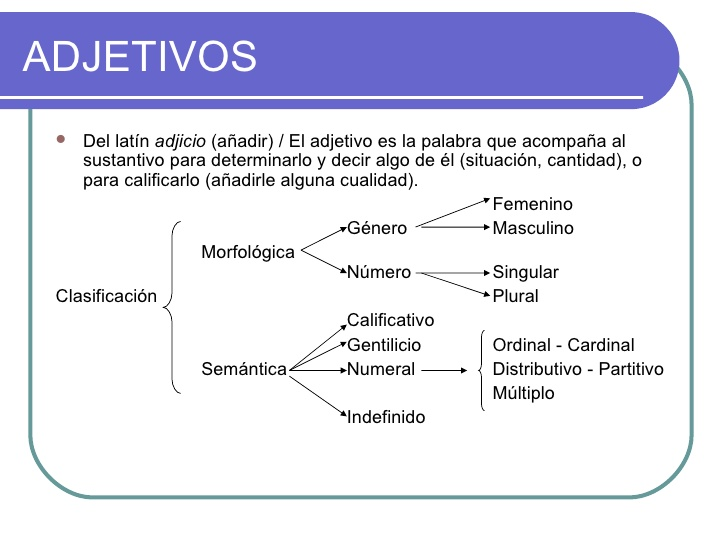 ADJETIVOS
Del latín adjicio (añadir) / El adjetivo es la palabra que acompaña al
sustantivo para determinarlo y decir algo de él (situación, cantidad), o
para calificarlo (añadirle alguna cualidad).
Femenino
Género Masculino
Morfológica
Número Singular
Clasificación Plural
Calificativo
Gentilicio Ordinal - Cardinal
Semántica Numeral Distributivo - Partitivo
Múltiplo
Indefinido